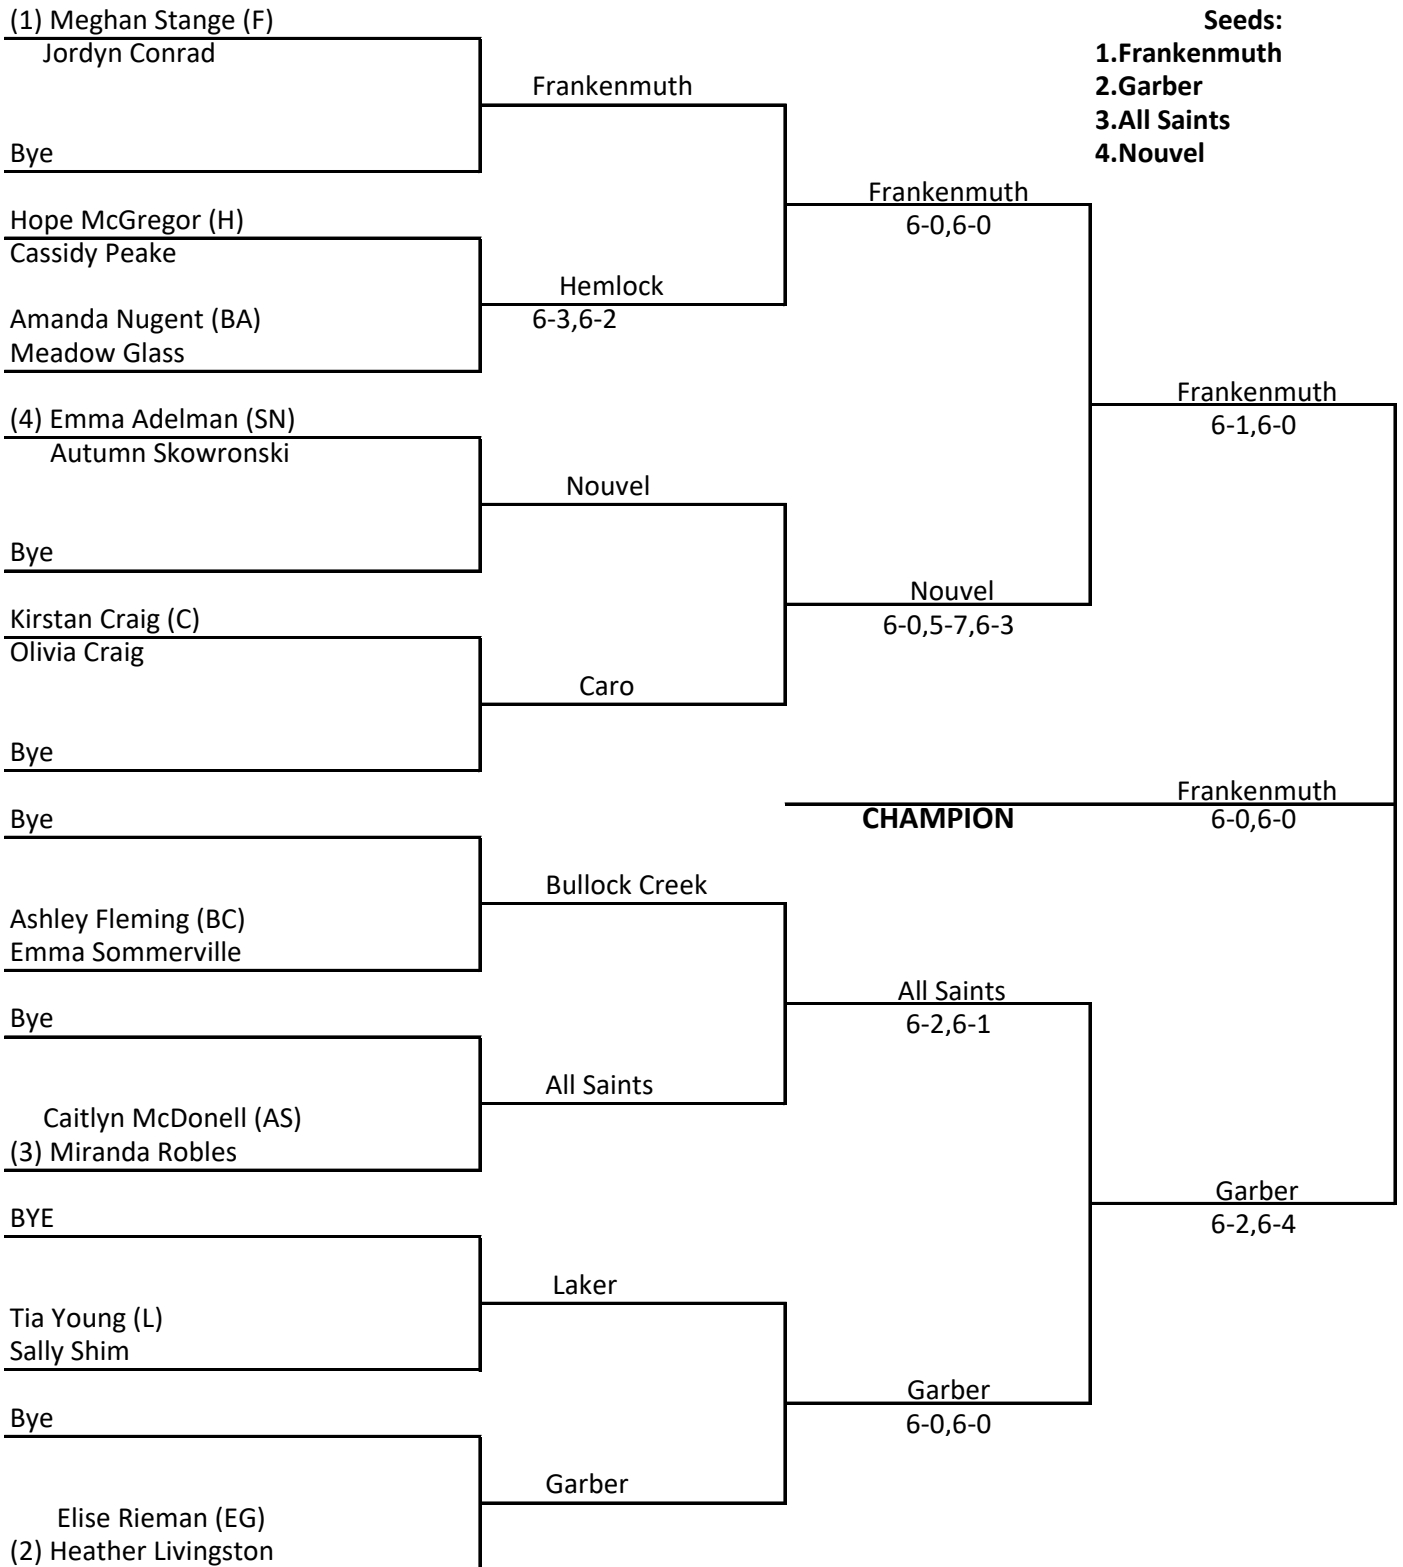 (1) Meghan Stange (F)
Jordyn Conrad
Bye
Hope McGregor (H)
Cassidy Peake
Amanda Nugent (BA)
Meadow Glass
(4) Emma Adelman (SN)
Autumn Skowronski
Bye
Kirstan Craig (C)
Olivia Craig
Bye
Bye
Ashley Fleming (BC)
Emma Sommerville
Bye
Caitlyn McDonell (AS)
(3) Miranda Robles
BYE
Tia Young (L)
Sally Shim
Bye
Elise Rieman (EG)
(2) Heather Livingston
Frankenmuth
Hemlock
6-3,6-2
Nouvel
Caro
Bullock Creek
All Saints
Laker
Garber
Frankenmuth
6-0,6-0
Nouvel
6-0,5-7,6-3
All Saints
6-2,6-1
Garber
6-0,6-0
Frankenmuth
6-1,6-0
Garber
6-2,6-4
Frankenmuth
6-0,6-0
CHAMPION
Seeds:
1.Frankenmuth
2.Garber
3.All Saints
4.Nouvel